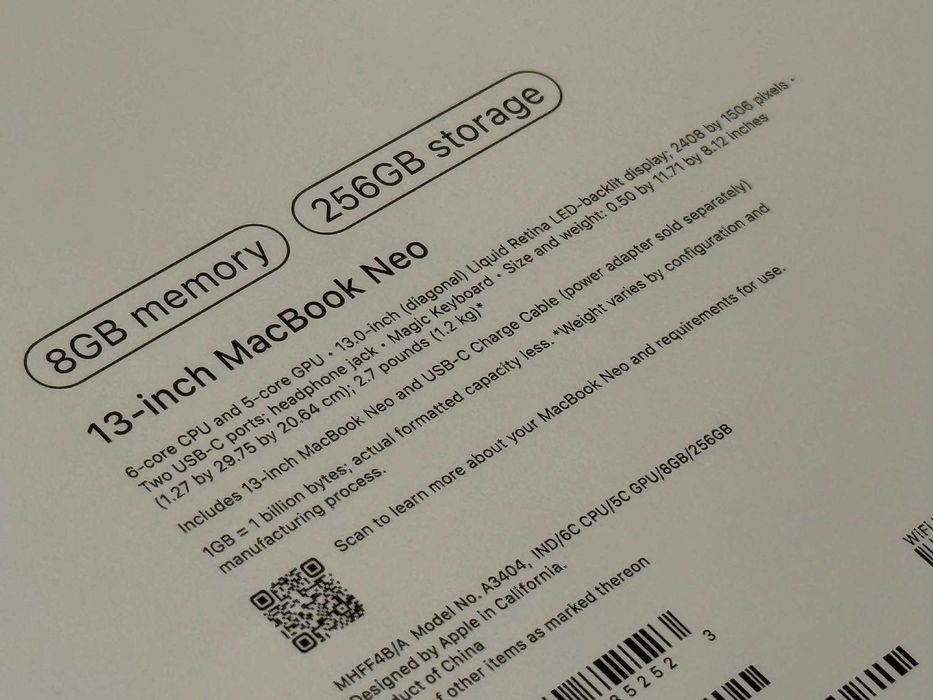 8GB memory
256GB storage
13-inch MacBook Neo
6-core CPU and 5-core GPU • 13.0-inch (diagonal) Liquid Retina LED-backlit display; 2408 by 1506 pixels •
Two USB-C ports; headphone jack • Magic Keyboard • Size and weight: 0.50 by 11.71 by 8.12 inches
(1.27 by 29.75 by 20.64 cm); 2.7 pounds (1.2 kg)*
Includes 13-inch MacBook Neo and USB-C Charge Cable (power adapter sold separately)
1GB = 1 billion bytes; actual formatted capacity less. *Weight varies by configuration and
manufacturing process.
Scan to learn more about your MacBook Neo and requirements for use.
MHFF4B/A Model No. A3404, IND/6C CPU/5C GPU/8GB/256GB
Designed by Apple in California.
of China
of other items as marked thereon
5252 3
WIFI